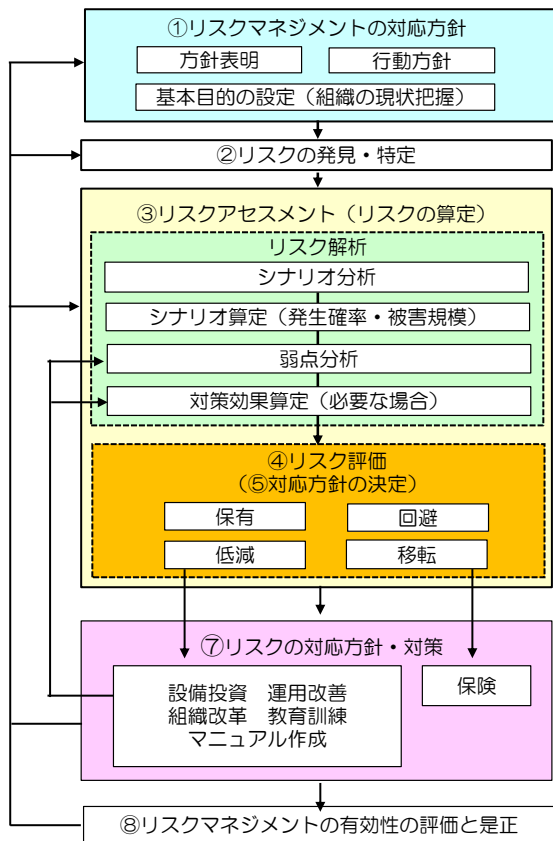 ①リスクマネジメントの対応方針
方針表明
行動方針
基本目的の設定（組織の現状把握）
②リスクの発見・特定
③リスクアセスメント（リスクの算定）
リスク解析
シナリオ分析
シナリオ算定（発生確率・被害規模）
弱点分析
対策効果算定（必要な場合）
④リスク評価
（⑤対応方針の決定）
保有
回避
低減
移転
⑦リスクの対応方針・対策
設備投資　運用改善
組織改革　教育訓練
マニュアル作成
保険
⑧リスクマネジメントの有効性の評価と是正